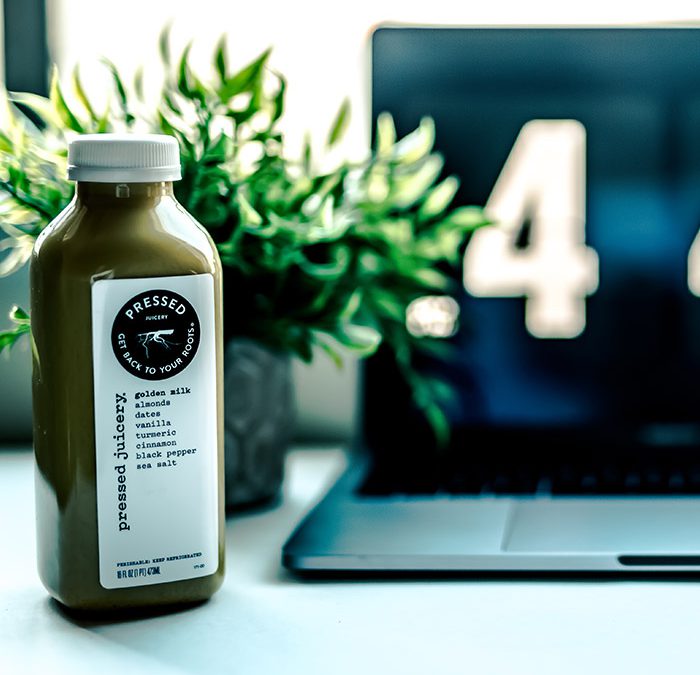 PRESSED
JUICERY
GET BACK TO YOUR ROOTS®
pressed juicery.
golden milk
almonds
dates
vanilla
turmeric
cinnamon
black pepper
sea salt
PERISHABLE: KEEP REFRIGERATED
16 FL OZ (1 PT) 473ML
4